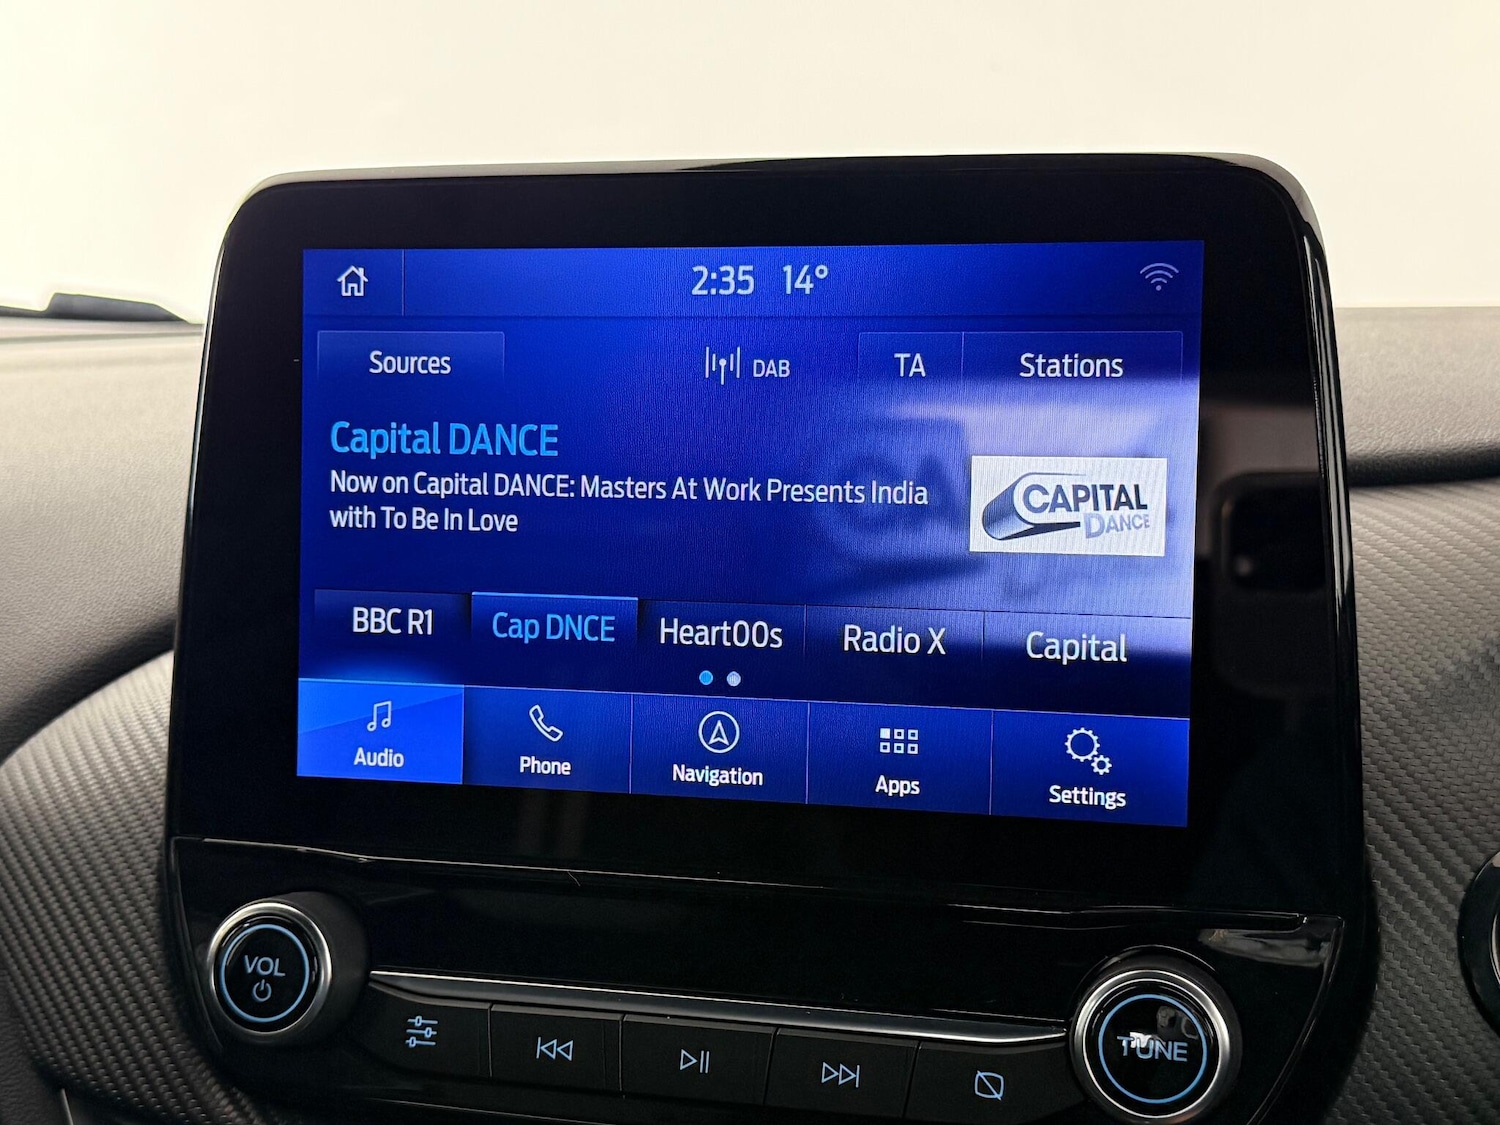 2:35 14°
Sources
DAB
TA
Stations
Capital DANCE
Now on Capital DANCE: Masters At Work Presents India
with To Be In Love
CAPITAL
DANCE
BBC R1
Cap DNCE
Heart00s
Radio X
Capital
Audio
Phone
Navigation
Apps
Settings
VOL
TUNE